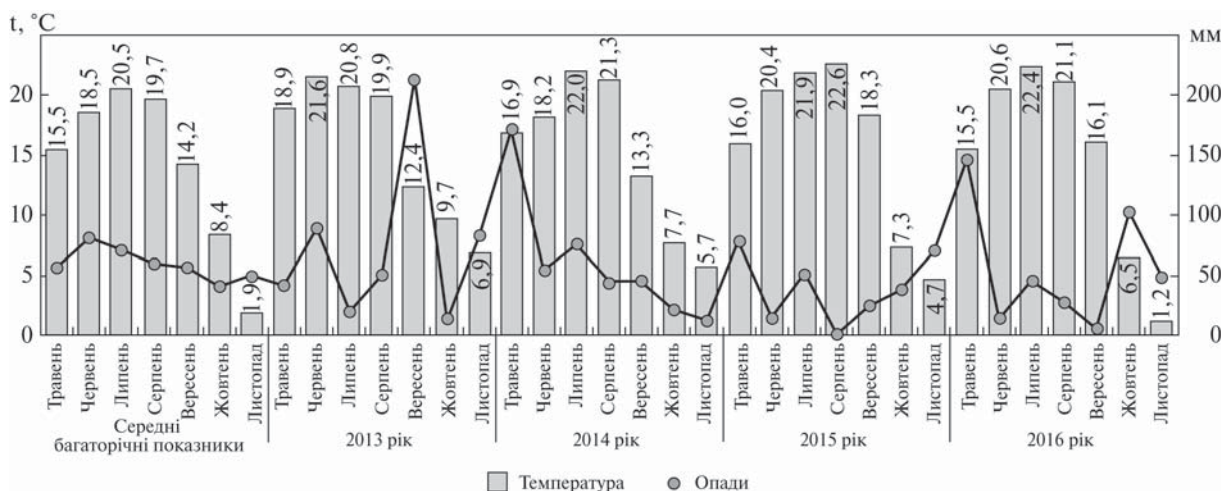 t, °C
мм
20
15
10
5
0
200
150
100
50
0
15,5
18,5
20,5
19,7
14,2
8,4
1,9
18,9
21,6
20,8
19,9
12,4
9,7
6,9
16,9
18,2
22,0
21,3
13,3
7,7
5,7
16,0
20,4
21,9
22,6
18,3
7,3
4,7
15,5
20,6
22,4
21,1
16,1
6,5
1,2
Травень
Червень
Липень
Серпень
Вересень
Жовтень
Листопад
Травень
Червень
Липень
Серпень
Вересень
Жовтень
Листопад
Травень
Червень
Липень
Серпень
Вересень
Жовтень
Листопад
Травень
Червень
Липень
Серпень
Вересень
Жовтень
Листопад
Травень
Червень
Липень
Серпень
Вересень
Жовтень
Листопад
Середні
багаторічні показники
2013 рік
2014 рік
2015 рік
2016 рік
Температура
Опади